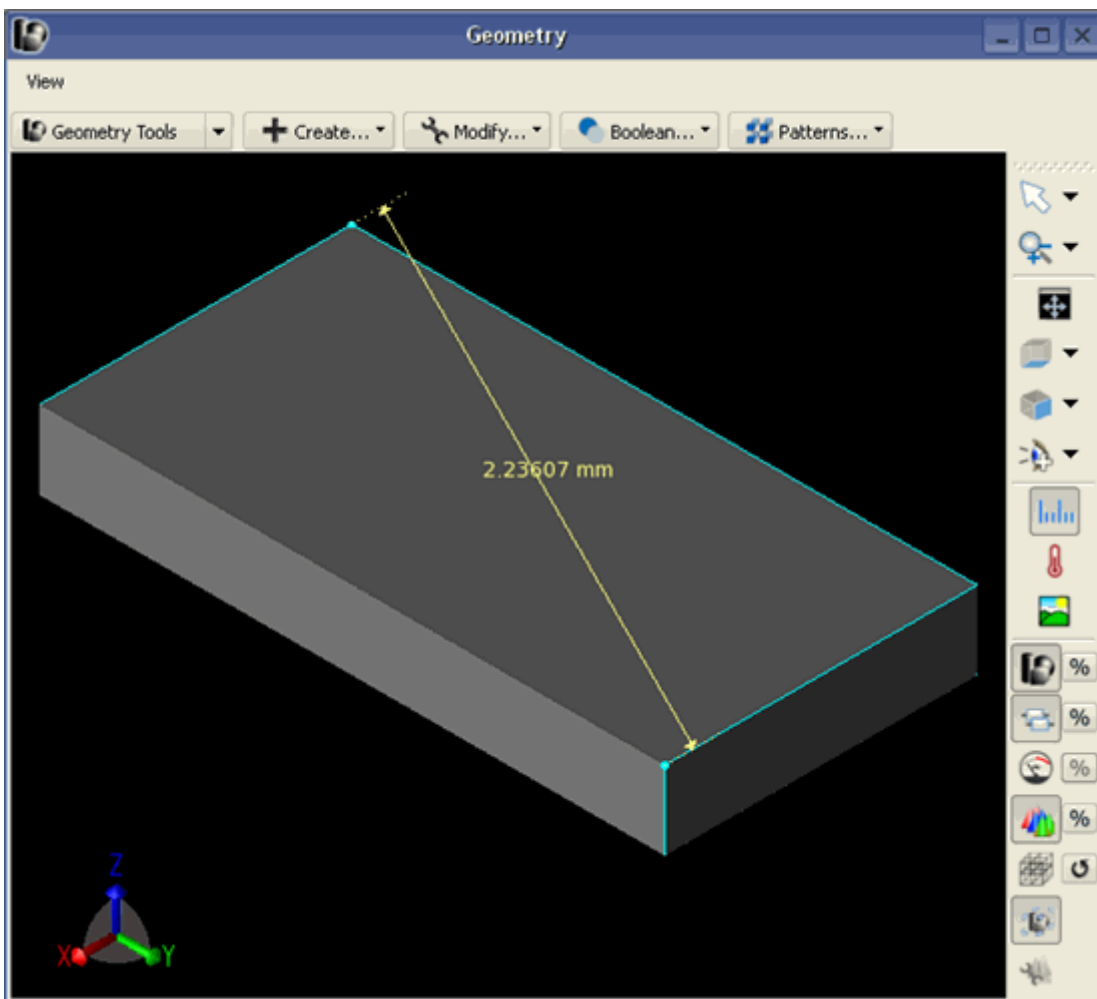 Geometry
View
Geometry Tools Create... Modify... Boolean... Patterns...
2.23607 mm
%
%
%
%
Z
X Y